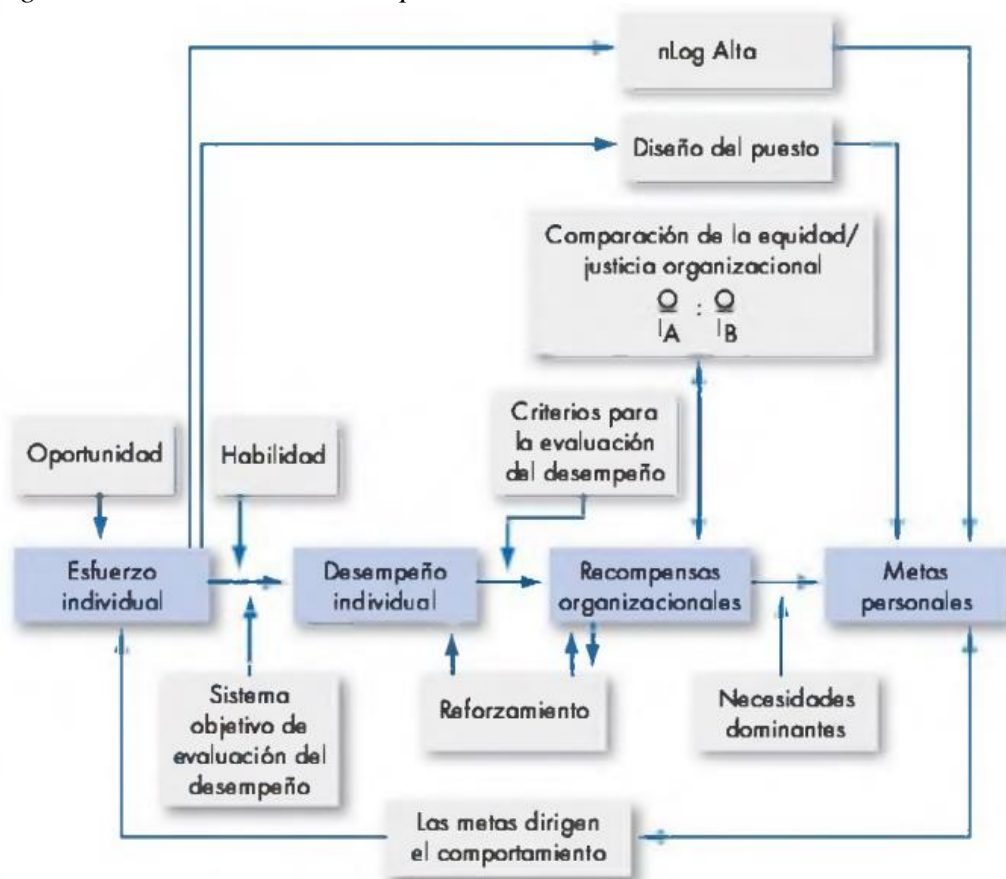 nLog Alta
Diseño del puesto
Comparación de la equidad/
justicia organizacional
O : O
I A I B
Criterios para
la evaluación
del desempeño
Oportunidad
Habilidad
Esfuerzo
individual
Desempeño
individual
Recompensas
organizacionales
Metas
personales
Sistema
objetivo de
evaluación del
desempeño
Reforzamiento
Necesidades
dominantes
Las metas dirigen
el comportamiento